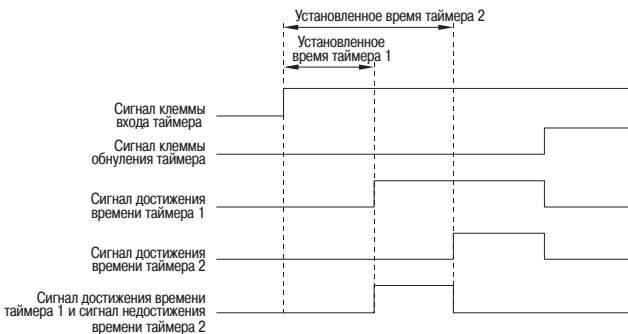 Установленное время таймера 2
Установленное
время таймера 1
Сигнал клеммы
входа таймера
Сигнал клеммы
обнуления таймера
Сигнал достижения
времени таймера 1
Сигнал достижения
времени таймера 2
Сигнал достижения времени
таймера 1 и сигнал недостижения
времени таймера 2